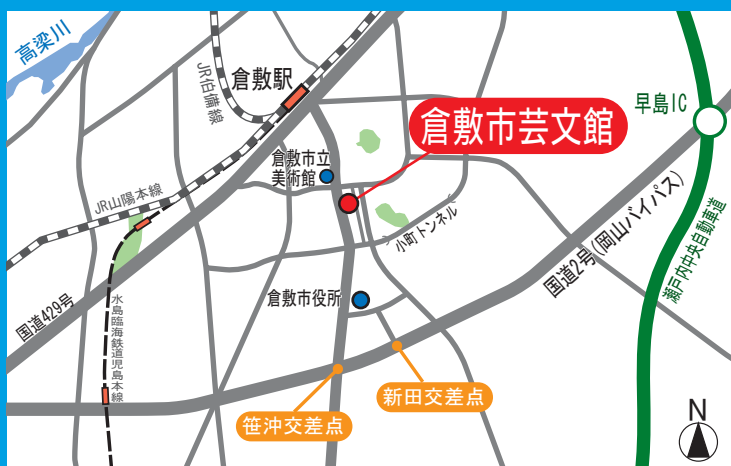 高梁川
JR伯備線
倉敷駅
早島IC
倉敷市芸文館
倉敷市立
美術館
JR山陽本線
小町トンネル
国道2号(岡山バイパス)
瀬戸内中央自動車道
倉敷市役所
国道429号
水島臨海鉄道児島本線
新田交差点
笹沖交差点
N